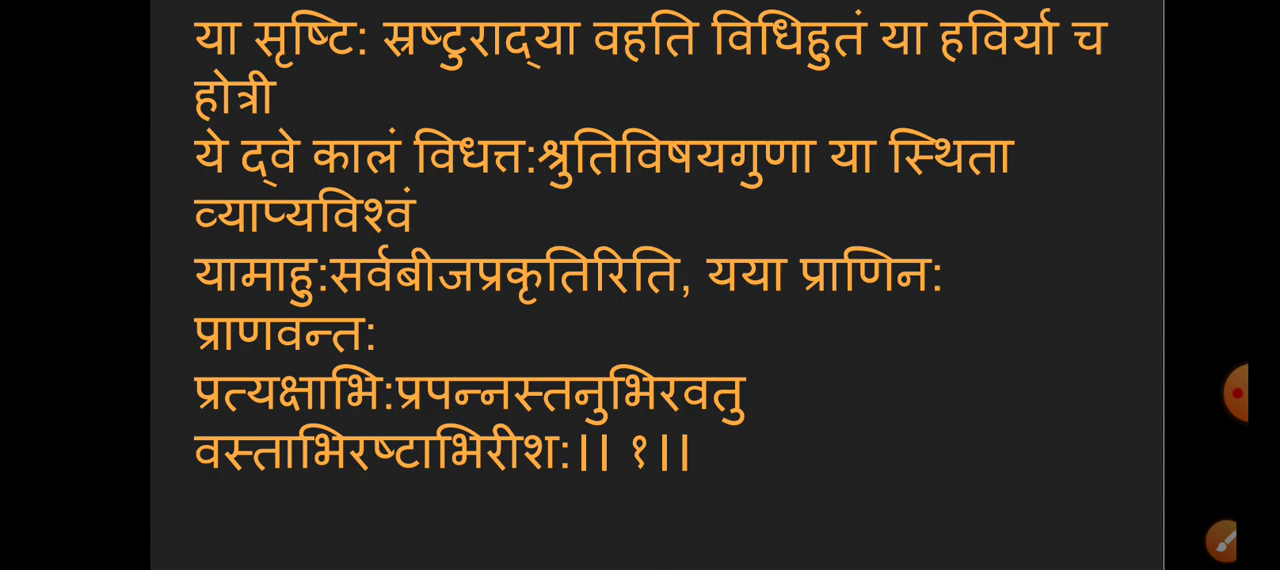 या सृष्टि: स्रष्टुराद्या वहति विधिहुतं या हविर्या च
होत्री
ये द्वे कालं विधत्त:श्रुतिविषयगुणा या स्थिता
व्याप्यविश्वं
यामाहु:सर्वबीजप्रकृतिरिति, यया प्राणिन:
प्राणवन्त:
प्रत्यक्षाभि:प्रपन्नस्तनुभिरवतु
वस्ताभिरष्टाभिरीश:।। १।।